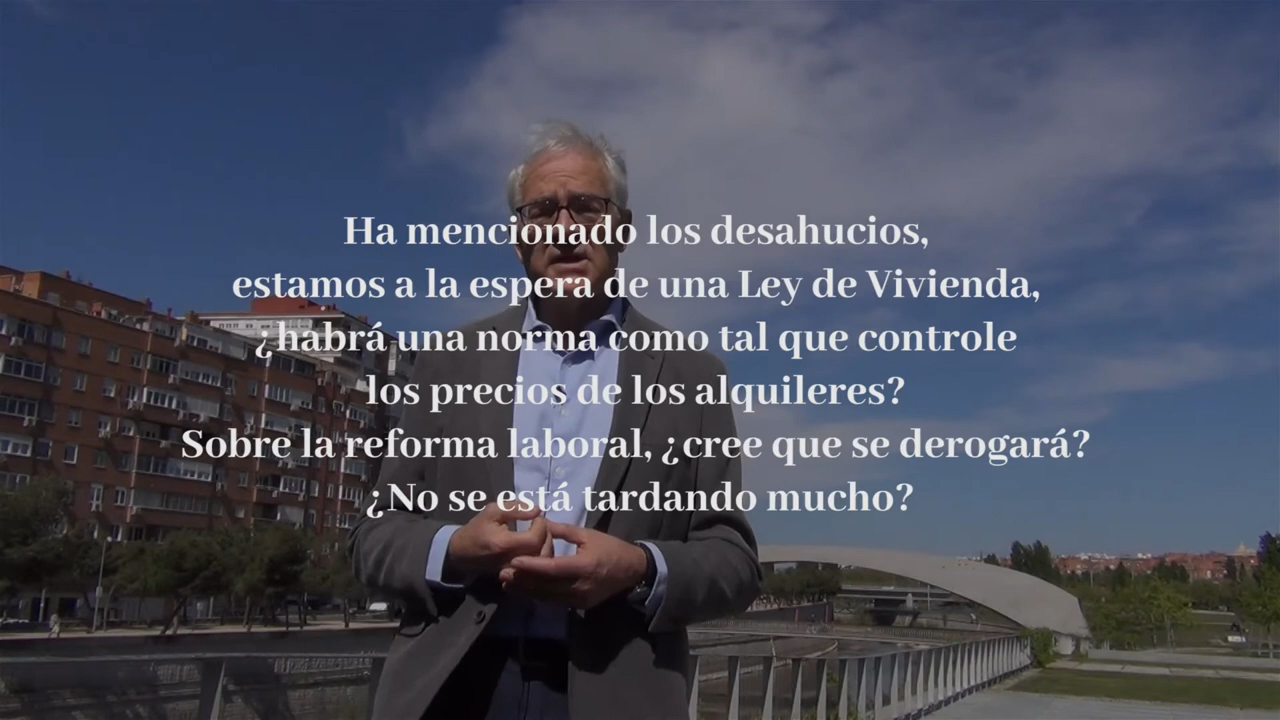 Ha mencionado los desahucios,
estamos a la espera de una Ley de Vivienda,
¿habrá una norma como tal que controle
los precios de los alquileres?
Sobre la reforma laboral, ¿cree que se derogará?
¿No se está tardando mucho?